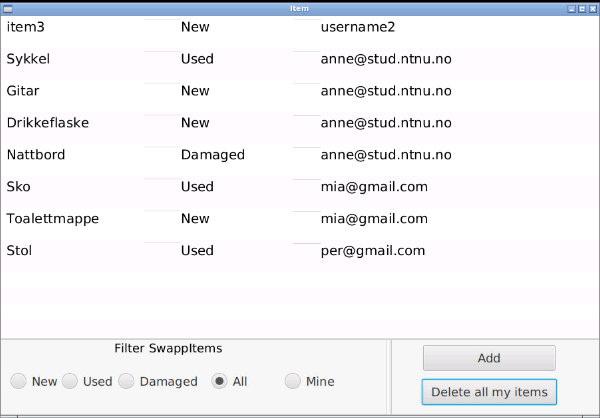 Item
item3 New username2
Sykkel Used anne@stud.ntnu.no
Gitar New anne@stud.ntnu.no
Drikkeflaske New anne@stud.ntnu.no
Nattbord Damaged anne@stud.ntnu.no
Sko Used mia@gmail.com
Toalettmappe New mia@gmail.com
Stol Used per@gmail.com
Filter SwappItems
New Used Damaged All Mine
Add
Delete all my items